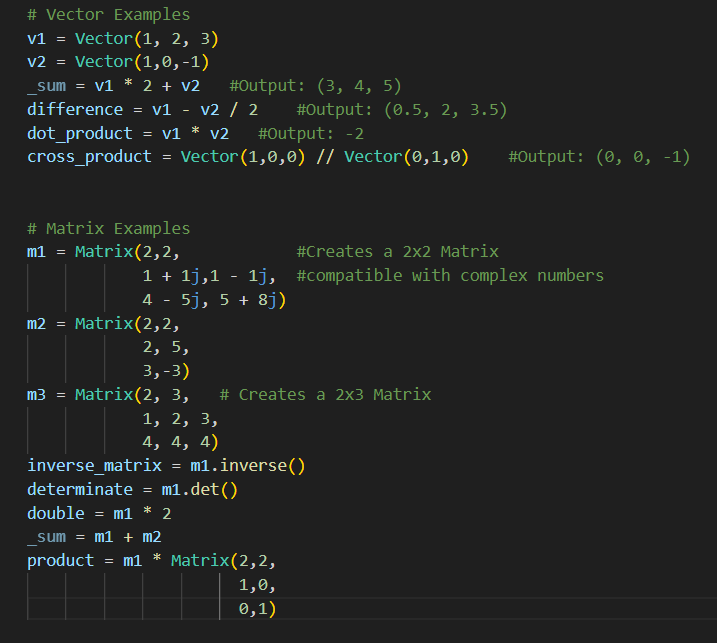 # Vector Examples
v1 = Vector(1, 2, 3)
v2 = Vector(1,0,-1)
_sum = v1 * 2 + v2   #Output: (3, 4, 5)
difference = v1 - v2 / 2    #Output: (0.5, 2, 3.5)
dot_product = v1 * v2   #Output: -2
cross_product = Vector(1,0,0) // Vector(0,1,0)    #Output: (0, 0, -1)
# Matrix Examples
m1 = Matrix(2,2,            #Creates a 2x2 Matrix
            1 + 1j,1 - 1j,  #compatible with complex numbers
            4 - 5j, 5 + 8j)
m2 = Matrix(2,2,
            2, 5,
            3,-3)
m3 = Matrix(2, 3,   # Creates a 2x3 Matrix
            1, 2, 3,
            4, 4, 4)
inverse_matrix = m1.inverse()
determinate = m1.det()
double = m1 * 2
_sum = m1 + m2
product = m1 * Matrix(2,2,
                      1,0,
                      0,1)